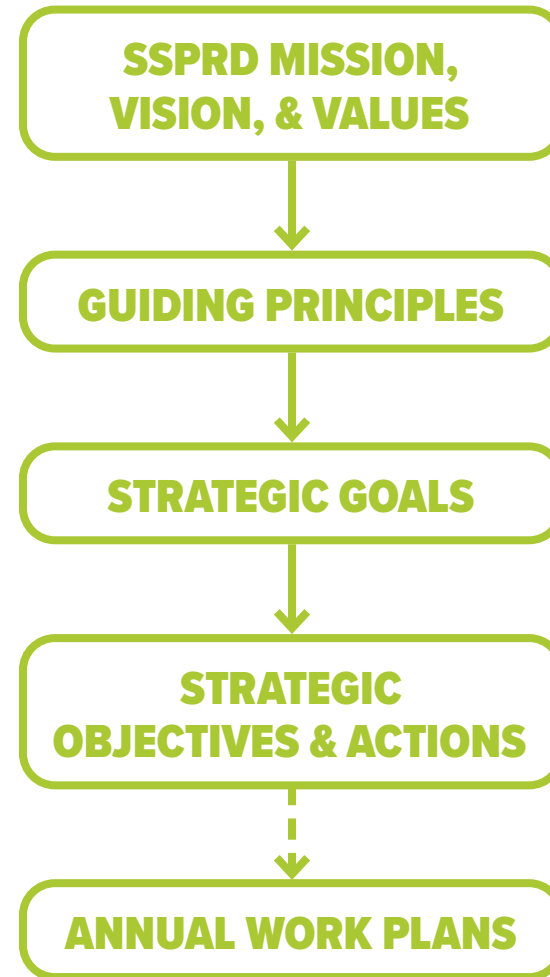 SSPRD MISSION,
VISION, & VALUES
GUIDING PRINCIPLES
STRATEGIC GOALS
STRATEGIC
OBJECTIVES & ACTIONS
ANNUAL WORK PLANS